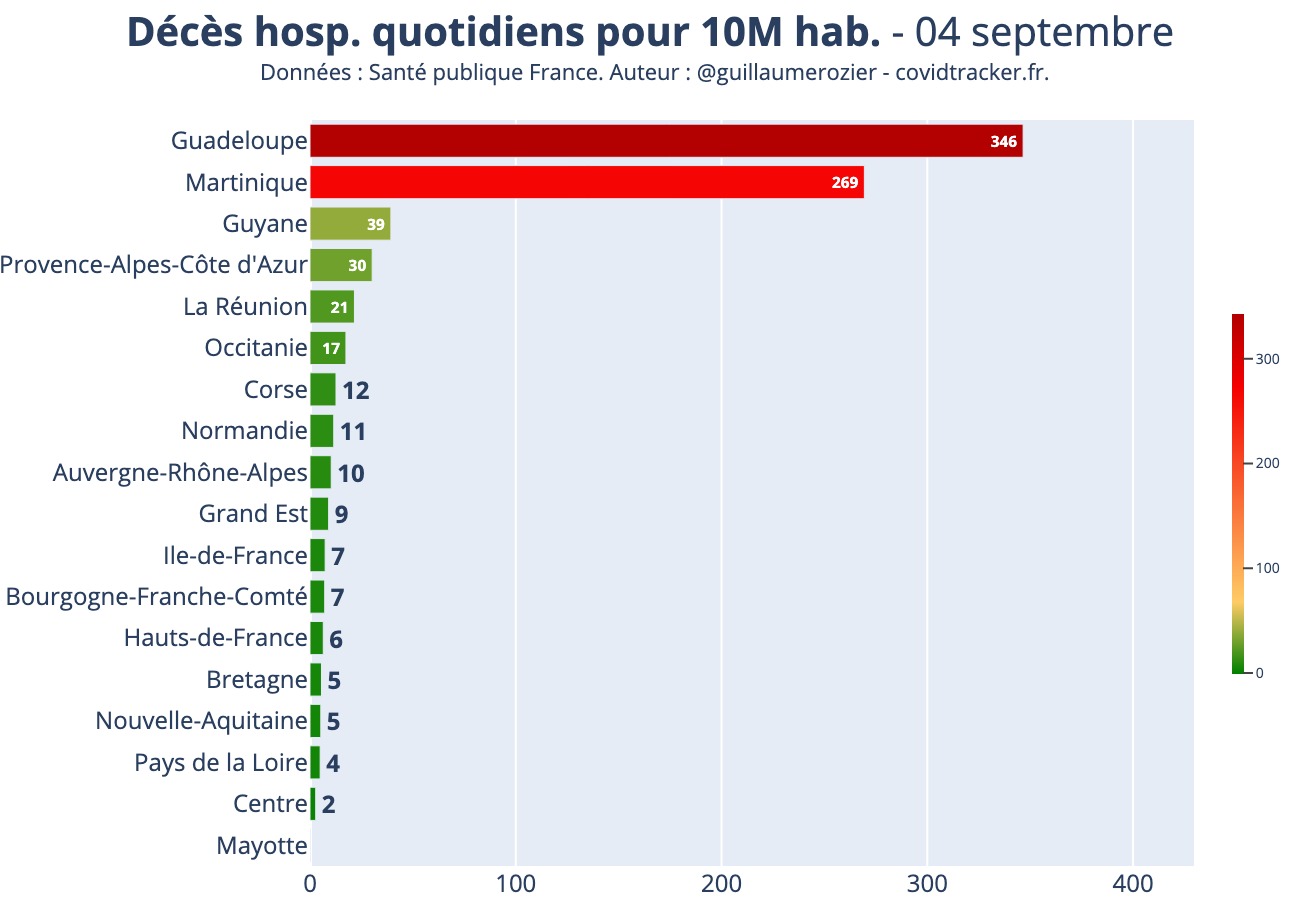 Décès hosp. quotidiens pour 10M hab. - 04 septembre
Données : Santé publique France. Auteur : @guillaumerozier - covidtracker.fr.
Guadeloupe 346
Martinique 269
Guyane 39
Provence-Alpes-Côte d'Azur 30
La Réunion 21
Occitanie 17
Corse 12
Normandie 11
Auvergne-Rhône-Alpes 10
Grand Est 9
Ile-de-France 7
Bourgogne-Franche-Comté 7
Hauts-de-France 6
Bretagne 5
Nouvelle-Aquitaine 5
Pays de la Loire 4
Centre 2
Mayotte
0 100 200 300 400
300
200
100
0